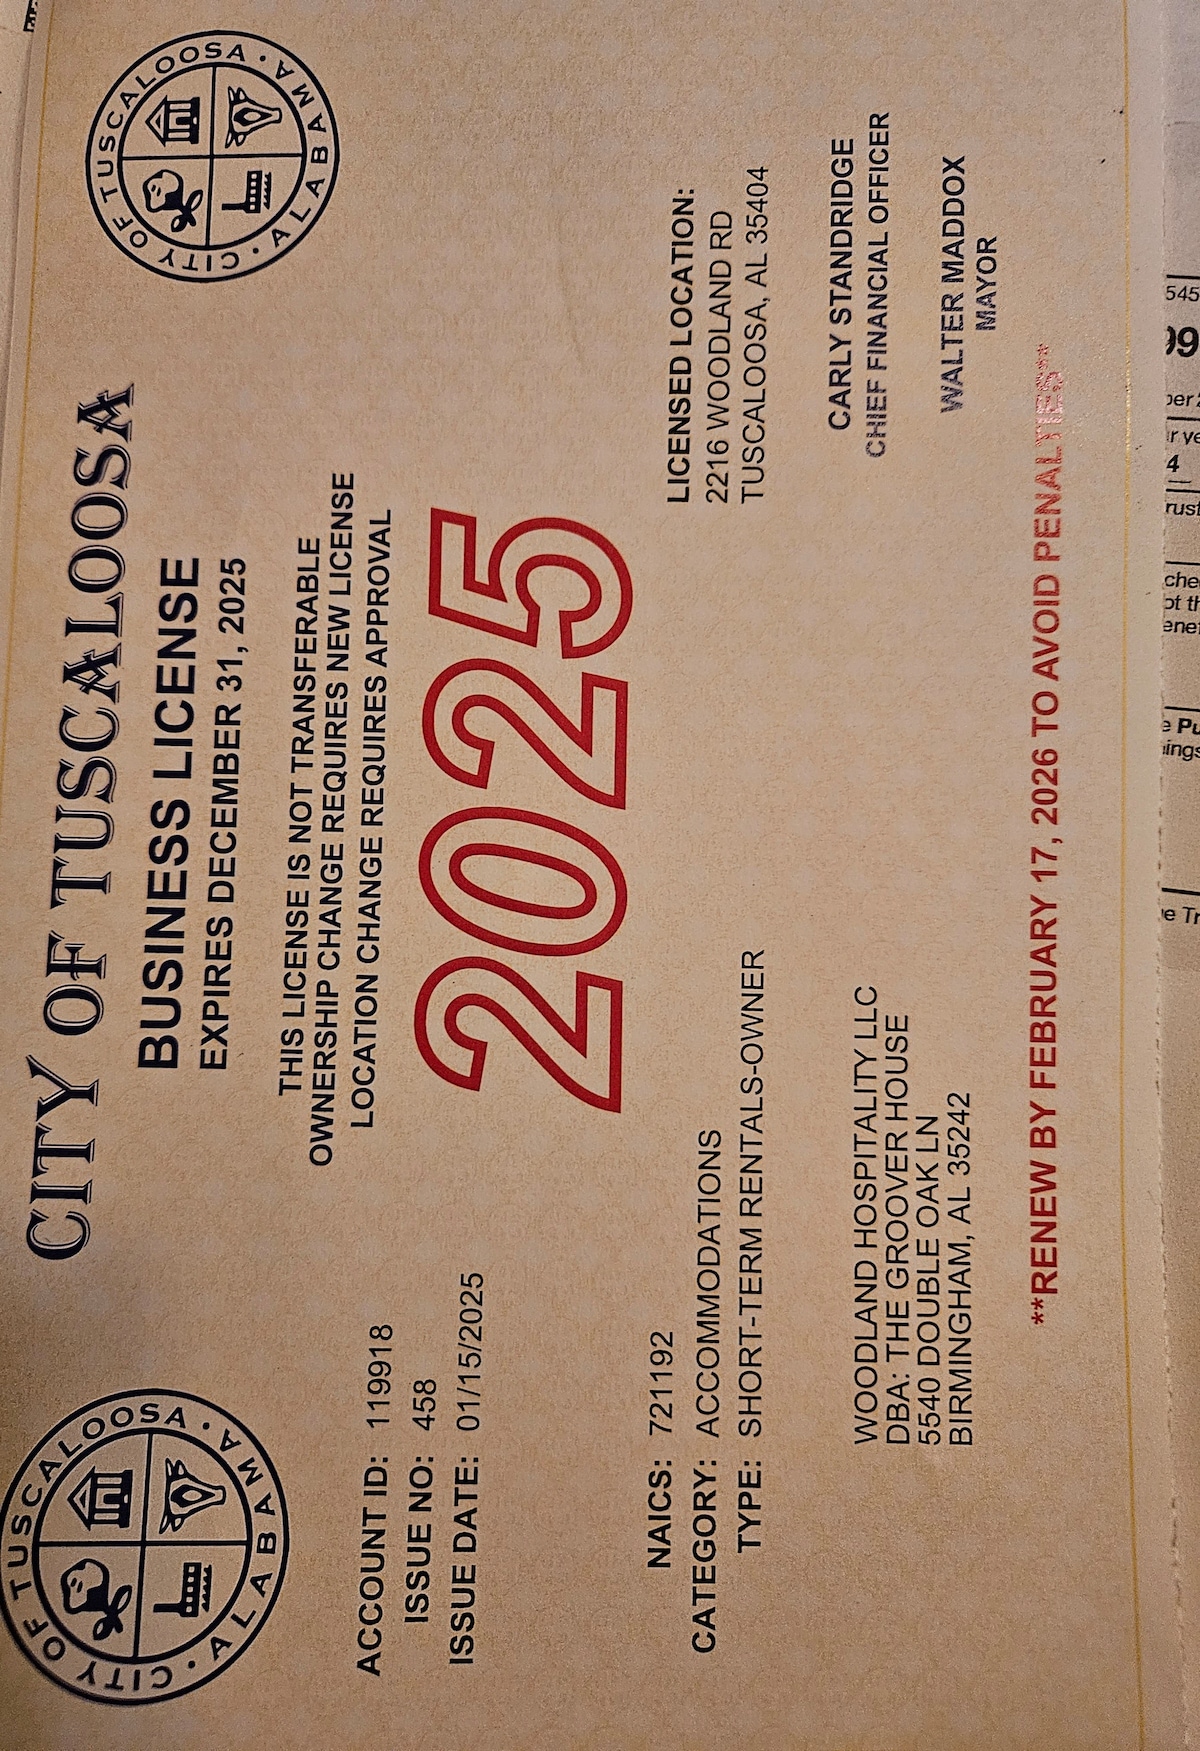 CITY OF TUSCALOOSA
BUSINESS LICENSE
EXPIRES DECEMBER 31, 2025
CITY OF TUSCALOOSA · ALABAMA ·
CITY OF TUSCALOOSA · ALABAMA ·
THIS LICENSE IS NOT TRANSFERABLE
OWNERSHIP CHANGE REQUIRES NEW LICENSE
LOCATION CHANGE REQUIRES APPROVAL
ACCOUNT ID: 119918
ISSUE NO: 458
ISSUE DATE: 01/15/2025
2025
NAICS: 721192
CATEGORY: ACCOMMODATIONS
TYPE: SHORT-TERM RENTALS-OWNER
LICENSED LOCATION:
2216 WOODLAND RD
TUSCALOOSA, AL 35404
WOODLAND HOSPITALITY LLC
DBA: THE GROOVER HOUSE
5540 DOUBLE OAK LN
BIRMINGHAM, AL 35242
CARLY STANDRIDGE
CHIEF FINANCIAL OFFICER
WALTER MADDOX
MAYOR
**RENEW BY FEBRUARY 17, 2026 TO AVOID PENALTIES**